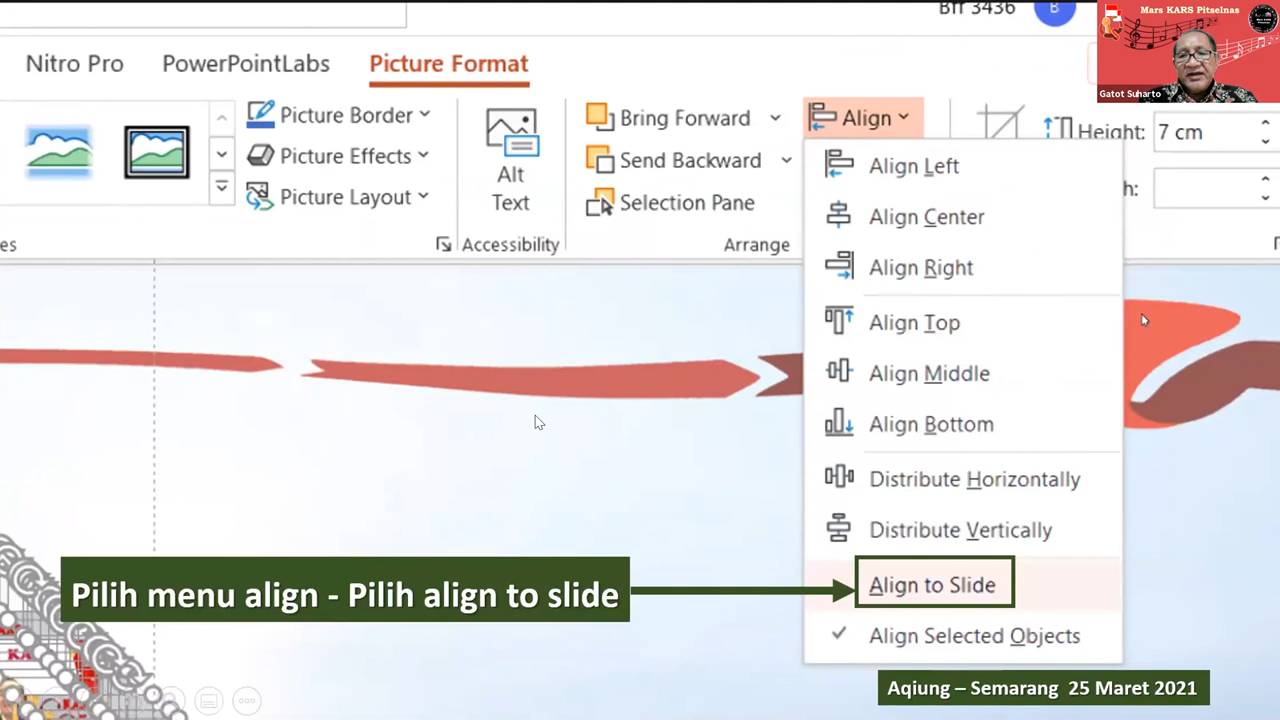 Bff 3436
B
Mars KARS Pitselnas
Gatot Suharto
Nitro Pro
PowerPointLabs
Picture Format
Picture Border
Picture Effects
Picture Layout
Alt
Text
Bring Forward
Send Backward
Selection Pane
Align
Height:
7 cm
h:
es
Accessibility
Arrange
Align Left
Align Center
Align Right
Align Top
Align Middle
Align Bottom
Distribute Horizontally
Distribute Vertically
Align to Slide
Align Selected Objects
Pilih menu align - Pilih align to slide
KA
Aqiung – Semarang 25 Maret 2021